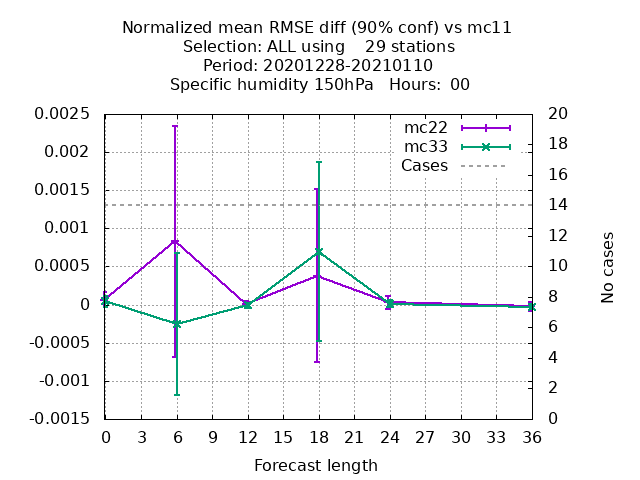 Normalized mean RMSE diff (90% conf) vs mc11
Selection: ALL using    29 stations
Period: 20201228-20210110
Specific humidity 150hPa   Hours:  00
mc22
mc33
Cases
0.0025
0.002
0.0015
0.001
0.0005
0
-0.0005
-0.001
-0.0015
20
18
16
14
12
10
8
6
4
2
0
No cases
0 3 6 9 12 15 18 21 24 27 30 33 36
Forecast length